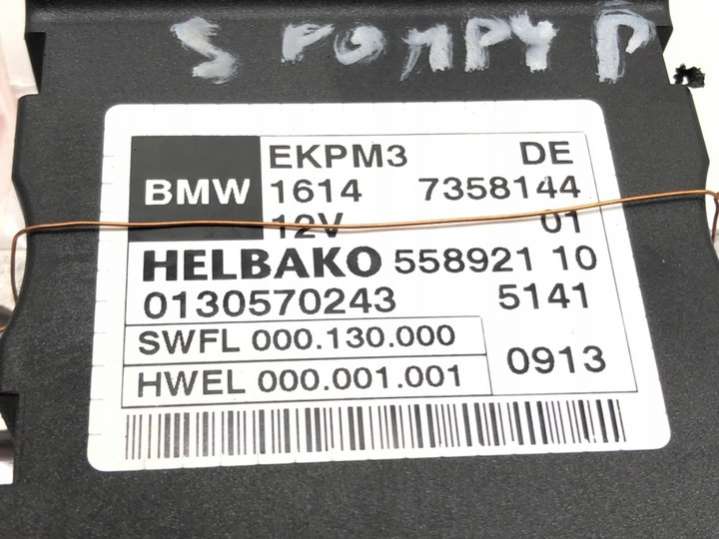 S POMPY P
EKPM3 DE
BMW 1614 7358144
12V 01
HELBAKO 558921 10
0130570243 5141
SWFL 000.130.000
HWEL 000.001.001 0913